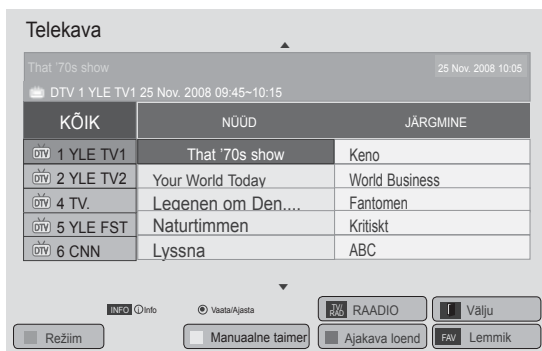 Telekava
That '70s show 25 Nov. 2008 10:05
DTV 1 YLE TV1 25 Nov. 2008 09:45~10:15
KÕIK NÜÜD JÄRGMINE
DTV 1 YLE TV1 That '70s show Keno
DTV 2 YLE TV2 Your World Today World Business
DTV 4 TV. Legenen om Den.... Fantomen
DTV 5 YLE FST Naturtimmen Kritiskt
DTV 6 CNN Lyssna ABC
INFO Info Vaata/Ajasta TV/RAD RAADIO Välju
Režiim Manuaalne taimer Ajakava loend FAV Lemmik